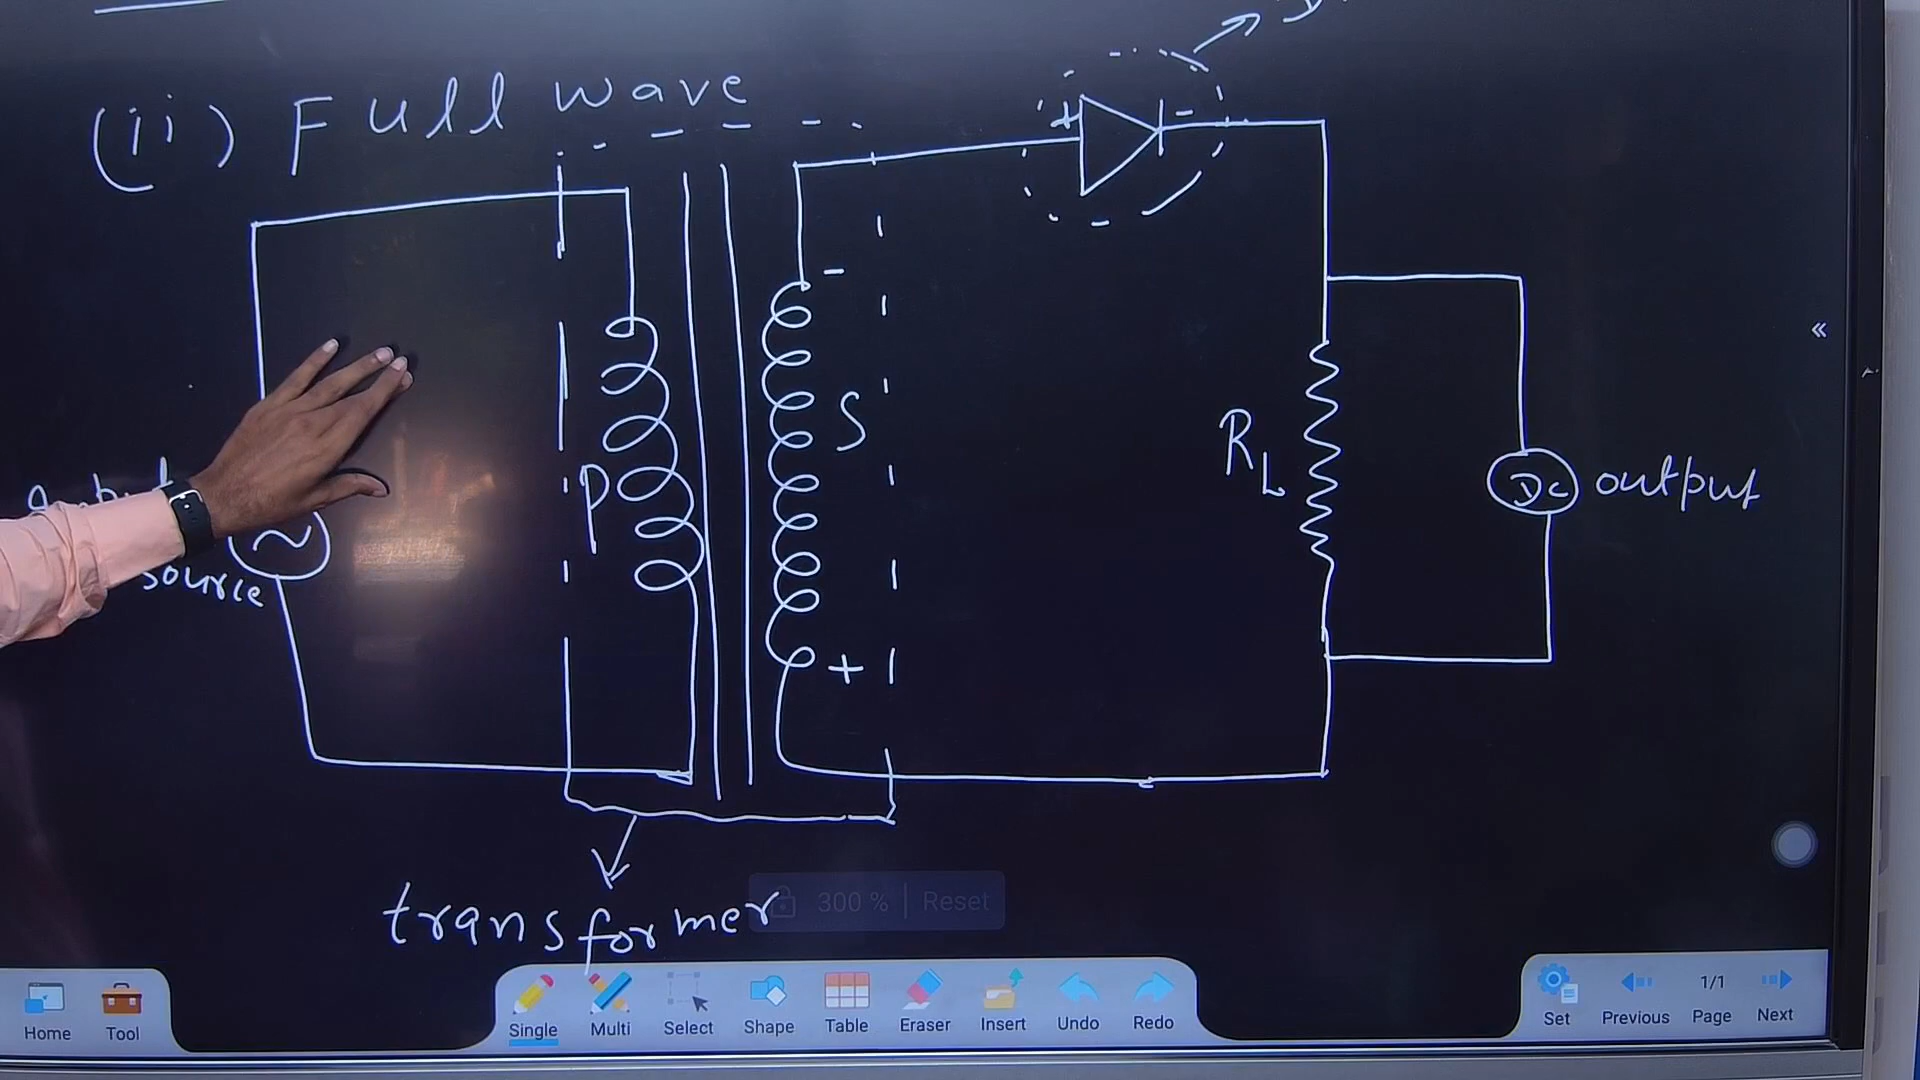 (ii) Full wave
+ -
-
P
S
RL
DC output
source
+
transformer
300 % | Reset
Home Tool Single Multi Select Shape Table Eraser Insert Undo Redo Set Previous 1/1 Page Next